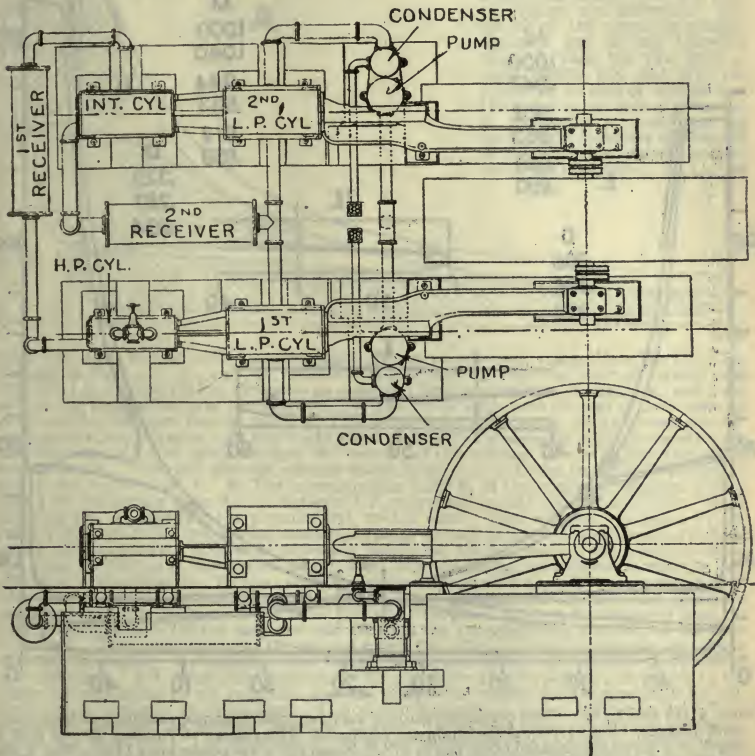 CONDENSER
PUMP
INT. CYL
2ND
L.P. CYL
1ST
RECEIVER
2ND
RECEIVER
H.P. CYL.
1ST
L.P. CYL
PUMP
CONDENSER